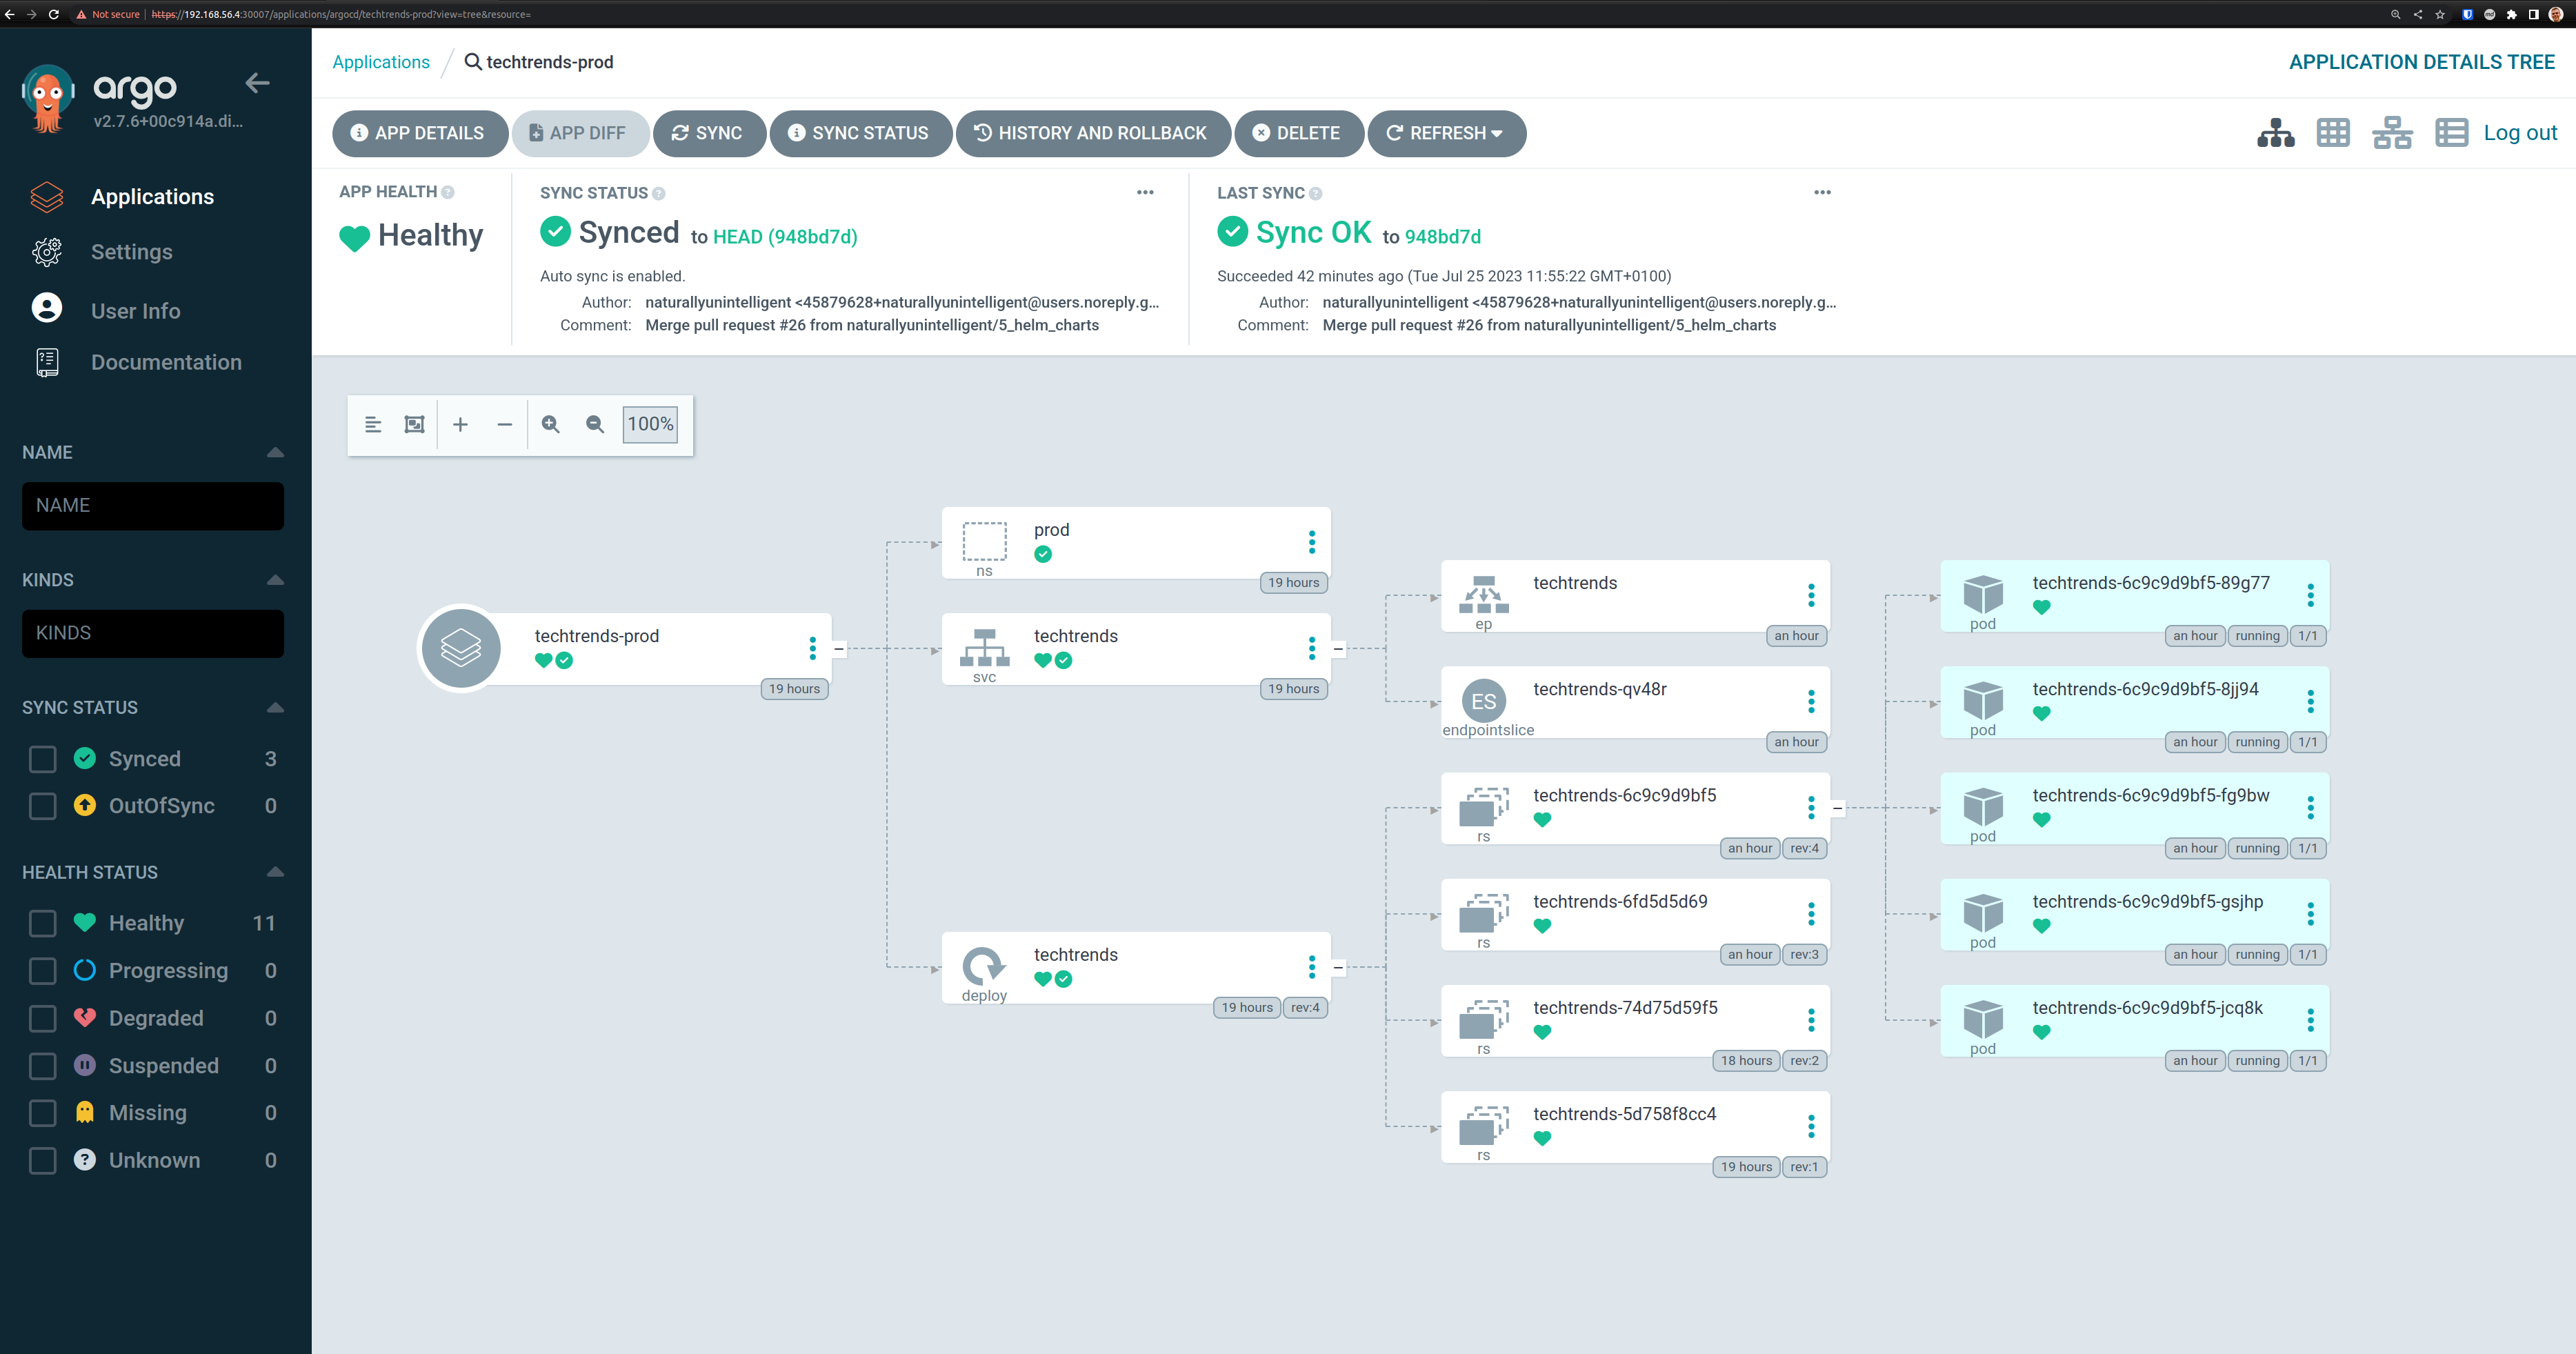 Not secure | https://192.168.56.4:30007/applications/argocd/techtrends-prod?view=tree&resource=
argo
v2.7.6+00c914a.di...
Applications
Settings
User Info
Documentation
NAME
NAME
KINDS
KINDS
SYNC STATUS
Synced 3
OutOfSync 0
HEALTH STATUS
Healthy 11
Progressing 0
Degraded 0
Suspended 0
Missing 0
Unknown 0
Applications / techtrends-prod
APPLICATION DETAILS TREE
APP DETAILS APP DIFF SYNC SYNC STATUS HISTORY AND ROLLBACK DELETE REFRESH
Log out
APP HEALTH
Healthy
SYNC STATUS
Synced to HEAD (948bd7d)
Auto sync is enabled.
Author: naturallyunintelligent <45879628+naturallyunintelligent@users.noreply.g...
Comment: Merge pull request #26 from naturallyunintelligent/5_helm_charts
LAST SYNC
Sync OK to 948bd7d
Succeeded 42 minutes ago (Tue Jul 25 2023 11:55:22 GMT+0100)
Author: naturallyunintelligent <45879628+naturallyunintelligent@users.noreply.g...
Comment: Merge pull request #26 from naturallyunintelligent/5_helm_charts
100%
techtrends-prod
19 hours
prod
ns
19 hours
techtrends
svc
19 hours
techtrends
deploy
19 hours rev:4
techtrends
ep
an hour
ES
techtrends-qv48r
endpointslice
an hour
techtrends-6c9c9d9bf5
rs
an hour rev:4
techtrends-6fd5d5d69
rs
an hour rev:3
techtrends-74d75d59f5
rs
18 hours rev:2
techtrends-5d758f8cc4
rs
19 hours rev:1
techtrends-6c9c9d9bf5-89g77
pod
an hour running 1/1
techtrends-6c9c9d9bf5-8jj94
pod
an hour running 1/1
techtrends-6c9c9d9bf5-fg9bw
pod
an hour running 1/1
techtrends-6c9c9d9bf5-gsjhp
pod
an hour running 1/1
techtrends-6c9c9d9bf5-jcq8k
pod
an hour running 1/1